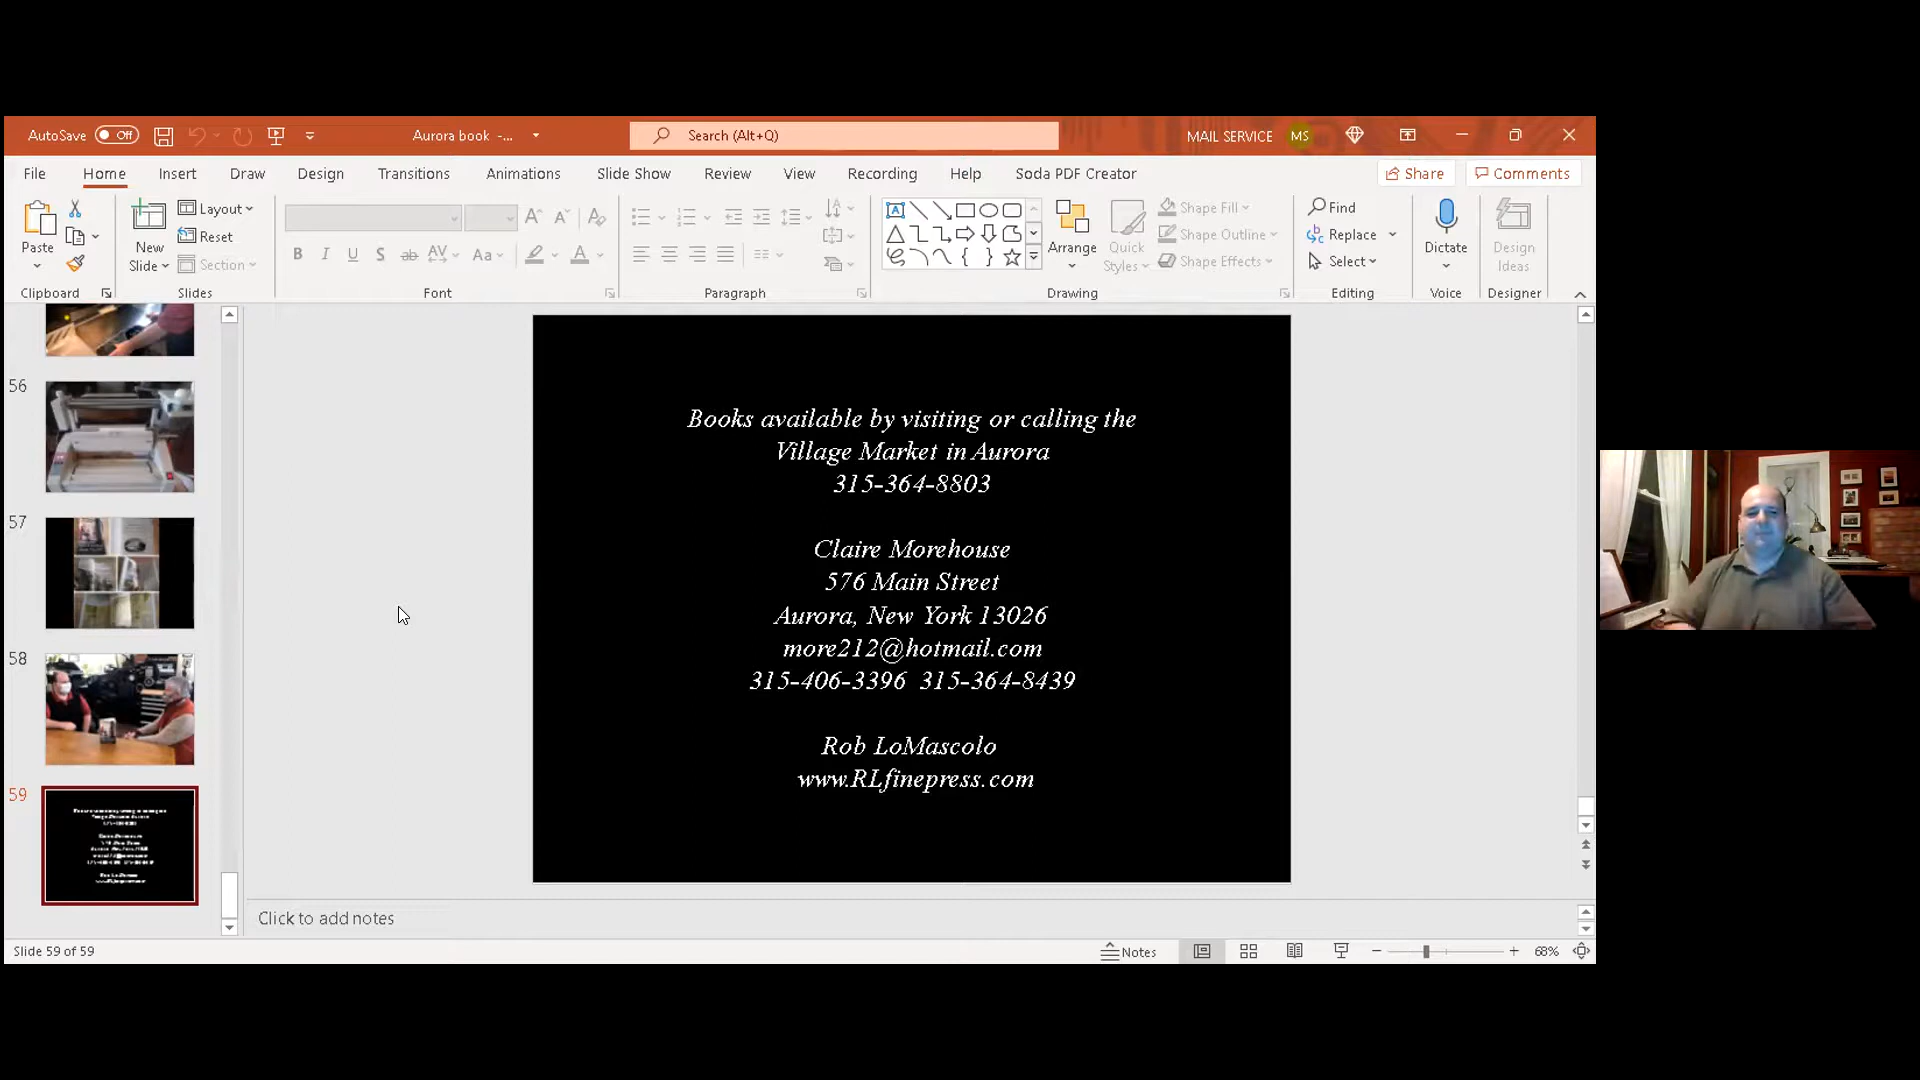 AutoSave Off
Aurora book -...
Search (Alt+Q)
MAIL SERVICE MS
File Home Insert Draw Design Transitions Animations Slide Show Review View Recording Help Soda PDF Creator
Share Comments
Paste
Clipboard
New
Slide
Layout
Reset
Section
Slides
B I U S ab AV Aa A
Font
Paragraph
Arrange
Quick
Styles
Shape Fill
Shape Outline
Shape Effects
Drawing
Find
Replace
Select
Editing
Dictate
Voice
Design
Ideas
Designer
56
57
58
59
Books available by visiting or calling the
Village Market in Aurora
315-364-8803
Claire Morehouse
576 Main Street
Aurora, New York 13026
more212@hotmail.com
315-406-3396 315-364-8439
Rob LoMascolo
www.RLfinepress.com
Click to add notes
Slide 59 of 59
Notes
68%